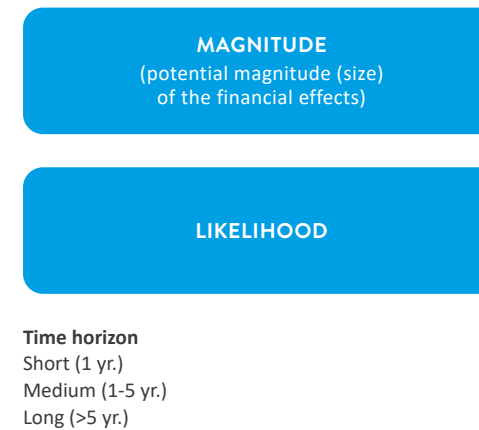 MAGNITUDE
(potential magnitude (size)
of the financial effects)
LIKELIHOOD
Time horizon
Short (1 yr.)
Medium (1-5 yr.)
Long (>5 yr.)